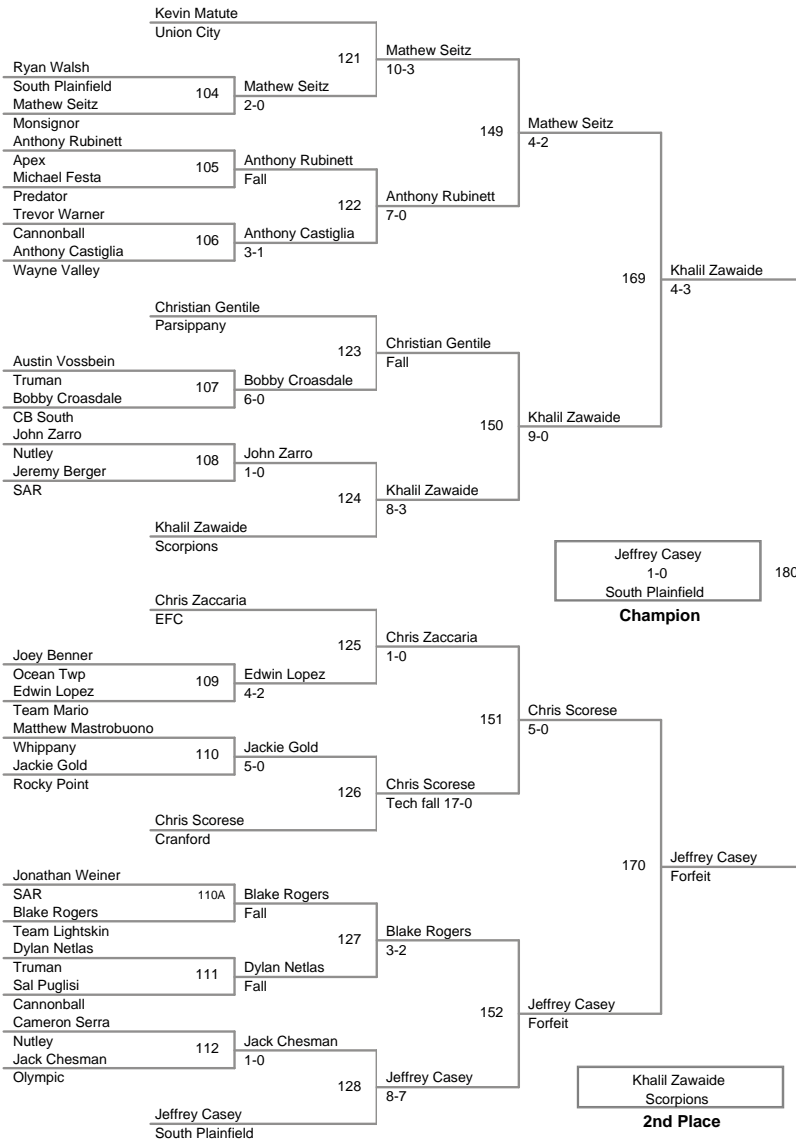 Kevin Matute
Union City
121
Mathew Seitz
10-3
Ryan Walsh
South Plainfield
104
Mathew Seitz
Mathew Seitz
2-0
Monsignor
149
Mathew Seitz
4-2
Anthony Rubinett
Apex
105
Anthony Rubinett
Michael Festa
Fall
Predator
122
Anthony Rubinett
7-0
Trevor Warner
Cannonball
106
Anthony Castiglia
Anthony Castiglia
3-1
Wayne Valley
169
Khalil Zawaide
4-3
Christian Gentile
Parsippany
123
Christian Gentile
Fall
Austin Vossbein
Truman
107
Bobby Croasdale
Bobby Croasdale
6-0
CB South
150
Khalil Zawaide
9-0
John Zarro
Nutley
108
John Zarro
Jeremy Berger
1-0
SAR
124
Khalil Zawaide
8-3
Khalil Zawaide
Scorpions
Jeffrey Casey
1-0
South Plainfield
180
Champion
Chris Zaccaria
EFC
125
Chris Zaccaria
1-0
Joey Benner
Ocean Twp
109
Edwin Lopez
Edwin Lopez
4-2
Team Mario
151
Chris Scorese
5-0
Matthew Mastrobuono
Whippany
110
Jackie Gold
Jackie Gold
5-0
Rocky Point
126
Chris Scorese
Tech fall 17-0
Chris Scorese
Cranford
170
Jeffrey Casey
Forfeit
Jonathan Weiner
SAR
110A
Blake Rogers
Blake Rogers
Fall
Team Lightskin
127
Blake Rogers
3-2
Dylan Netlas
Truman
111
Dylan Netlas
Sal Puglisi
Fall
Cannonball
152
Jeffrey Casey
Forfeit
Cameron Serra
Nutley
112
Jack Chesman
Jack Chesman
1-0
Olympic
128
Jeffrey Casey
8-7
Jeffrey Casey
South Plainfield
Khalil Zawaide
Scorpions
2nd Place